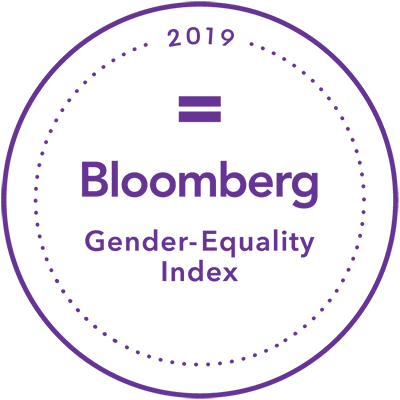 2019
=
Bloomberg
Gender-Equality
Index